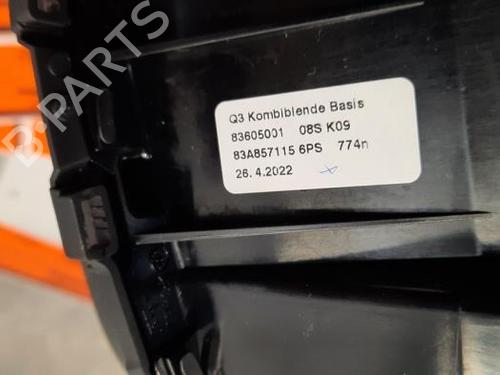 B-Parts
Q3 Kombiblende Basis
83605001 08S K09
83A857115 6PS 774n
26. 4.2022